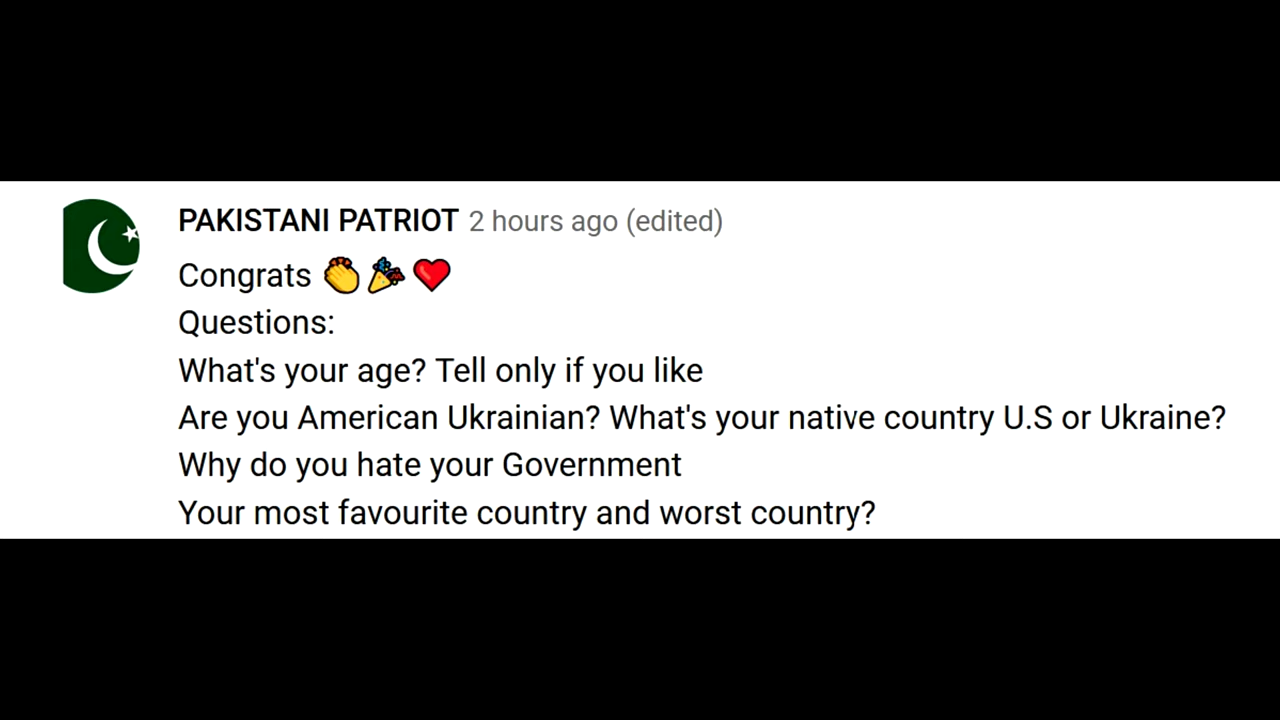 PAKISTANI PATRIOT 2 hours ago (edited)
Congrats 👏🎉❤️
Questions:
What's your age? Tell only if you like
Are you American Ukrainian? What's your native country U.S or Ukraine?
Why do you hate your Government
Your most favourite country and worst country?